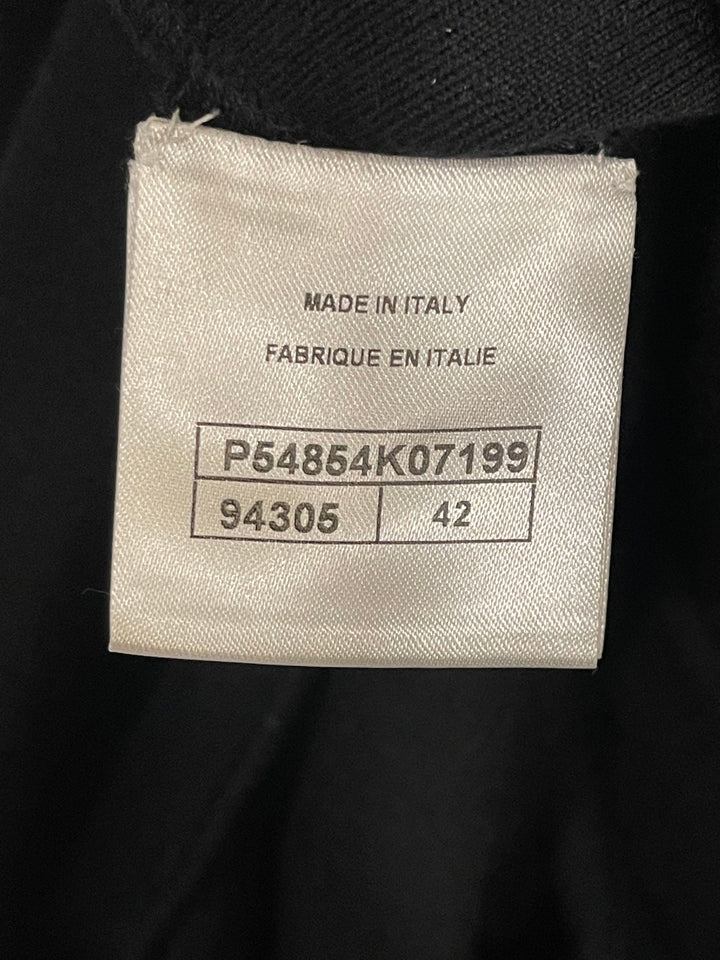 MADE IN ITALY
FABRIQUE EN ITALIE
P54854K07199
94305 42